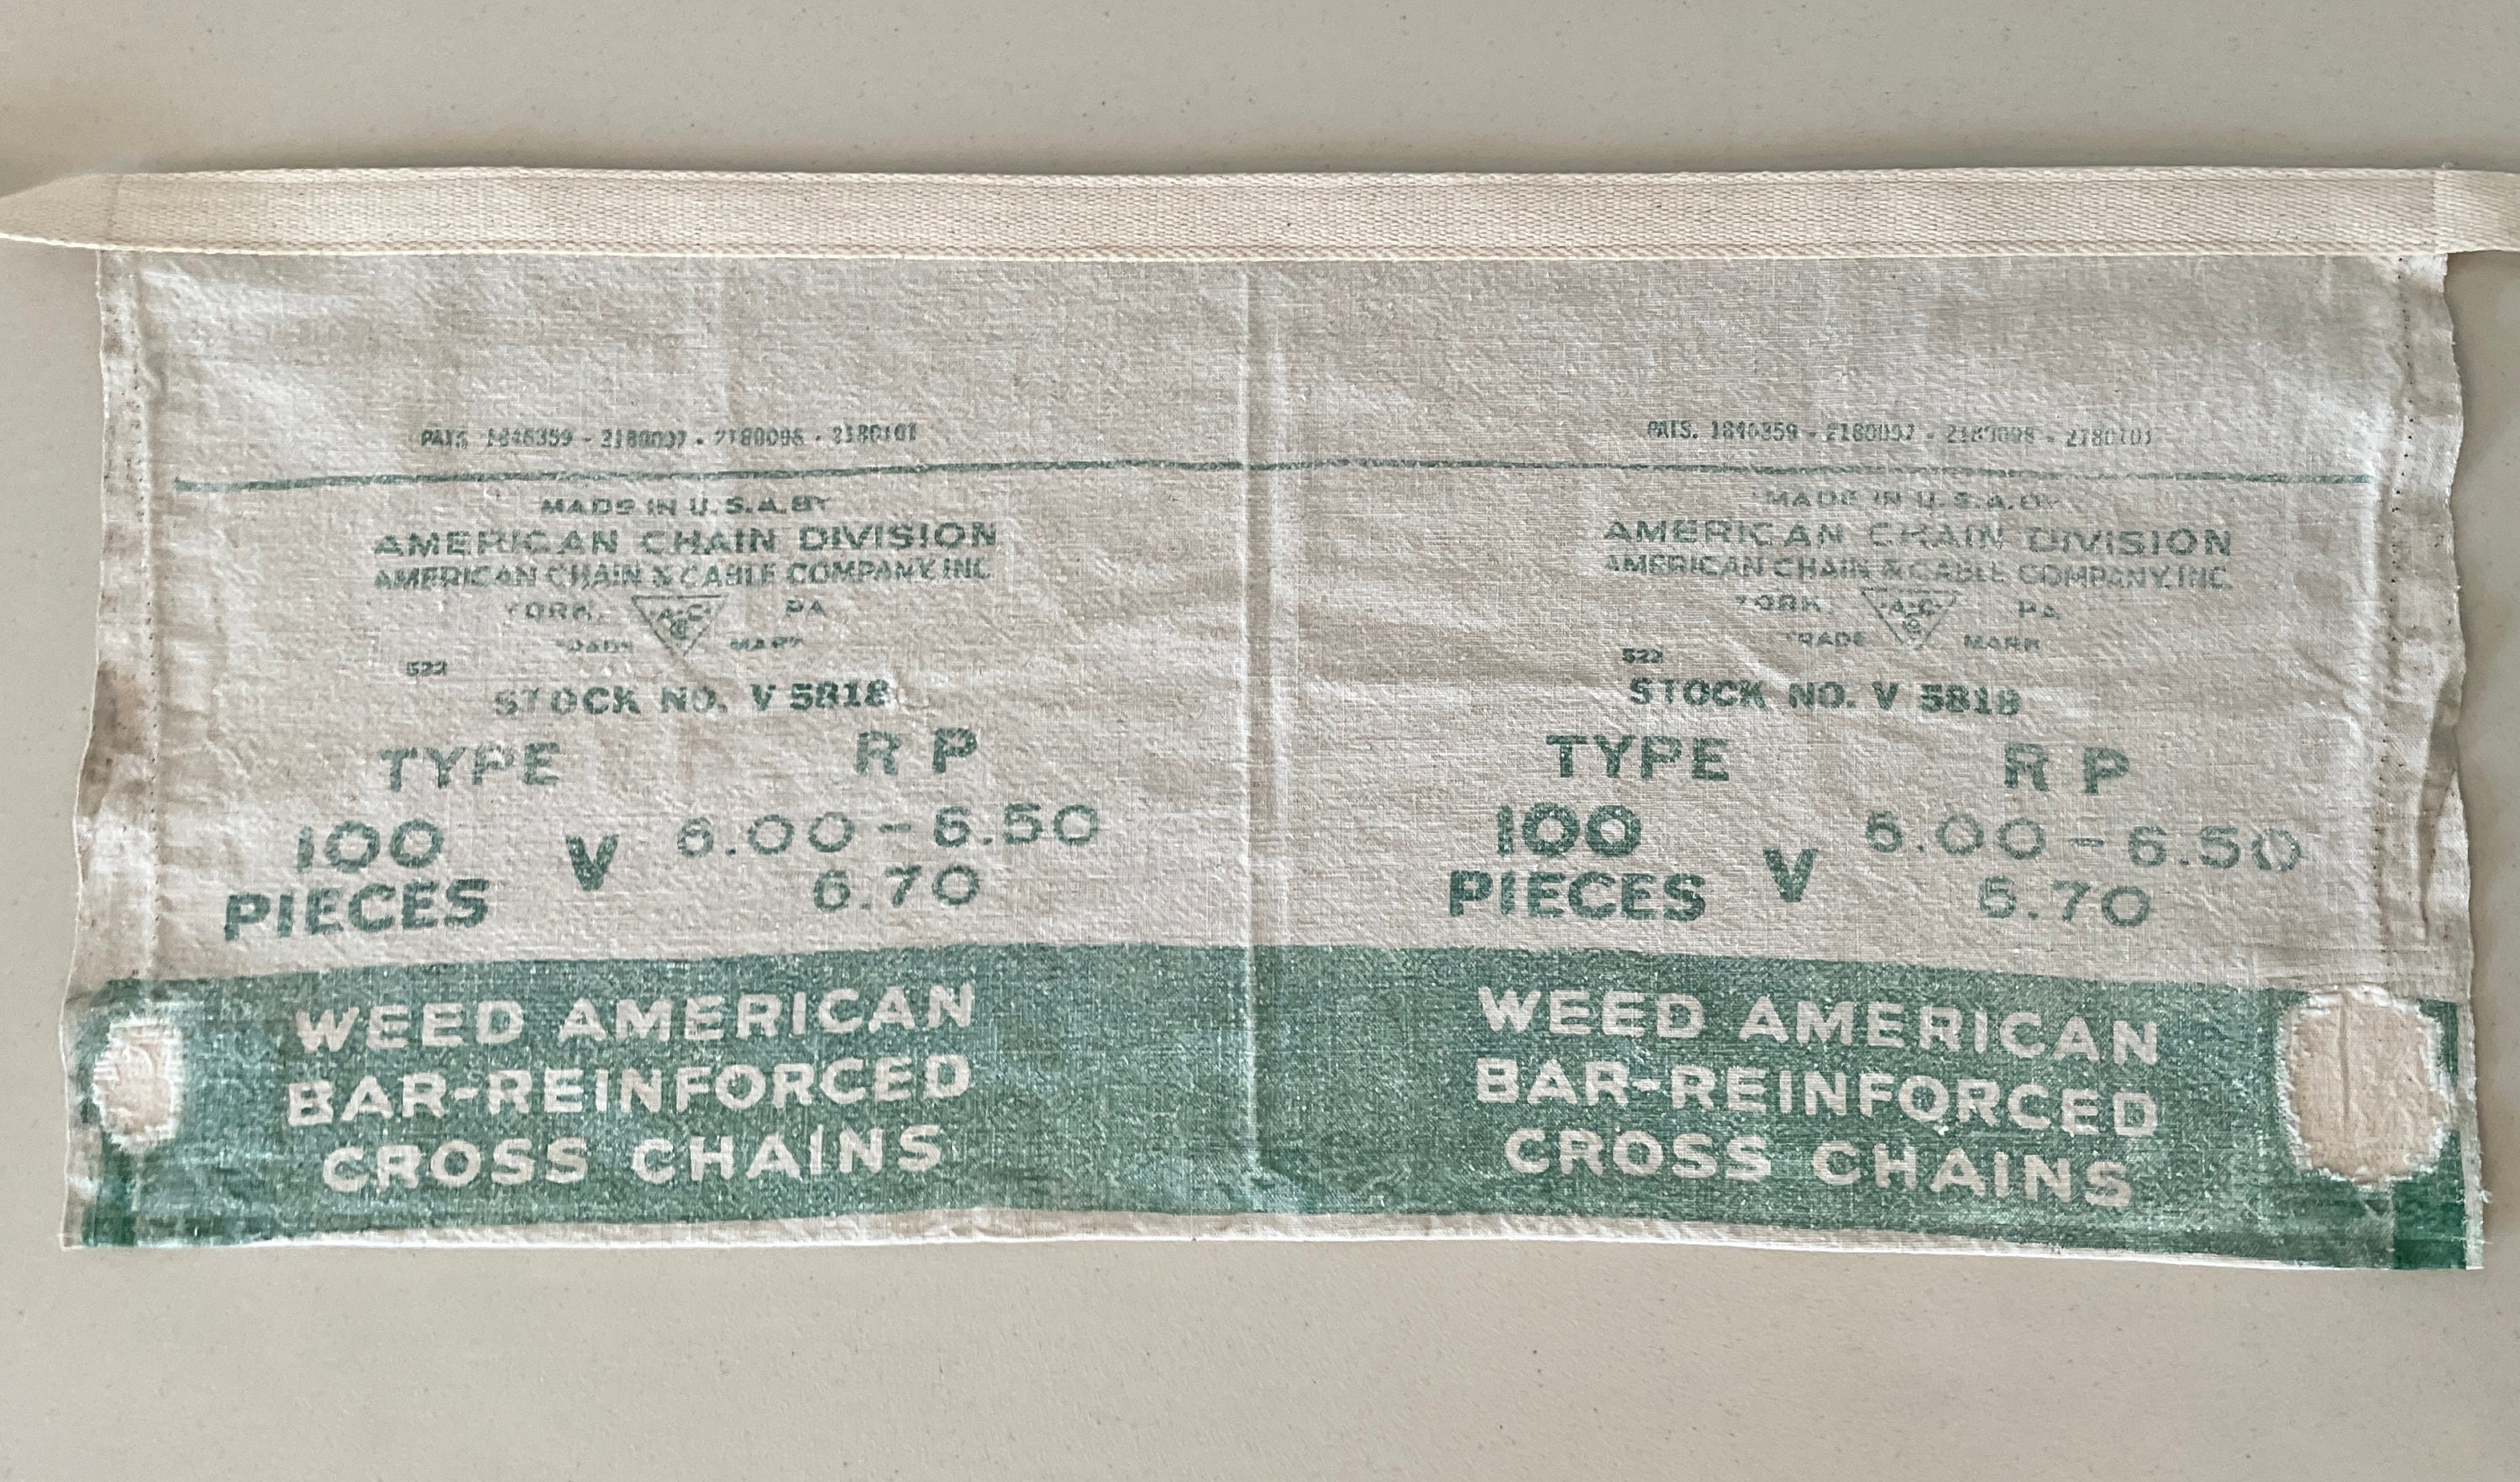 PATS. 1846359 - 2180097 - 2180098 - 2180101
MADE IN U.S.A. BY
AMERICAN CHAIN DIVISION
AMERICAN CHAIN & CABLE COMPANY, INC.
YORK, PA
ACCO
TRADE MARK
522
STOCK NO. V 5818
TYPE RP
100 PIECES V 6.00-6.50
6.70
WEED AMERICAN
BAR-REINFORCED
CROSS CHAINS
PATS. 1846359 - 2180097 - 2180098 - 2180101
MADE IN U.S.A. BY
AMERICAN CHAIN DIVISION
AMERICAN CHAIN & CABLE COMPANY, INC.
YORK, PA
ACCO
TRADE MARK
522
STOCK NO. V 5818
TYPE RP
100 PIECES V 6.00-6.50
6.70
WEED AMERICAN
BAR-REINFORCED
CROSS CHAINS